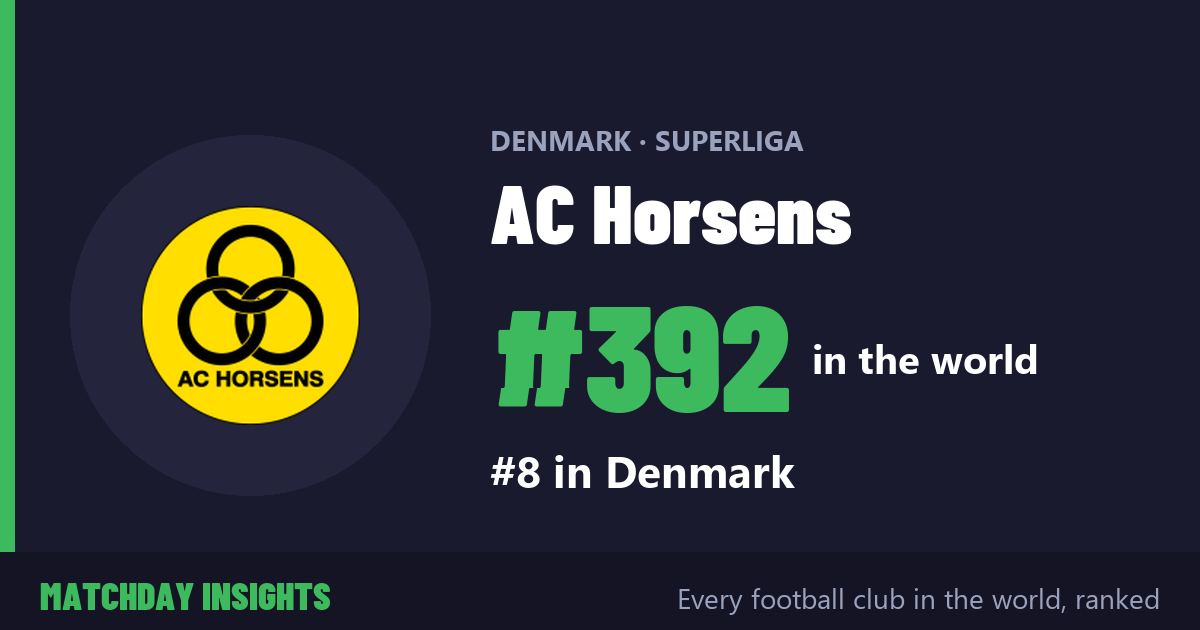 DENMARK · SUPERLIGA
AC Horsens
AC HORSENS
#392 in the world
#8 in Denmark
MATCHDAY INSIGHTS
Every football club in the world, ranked